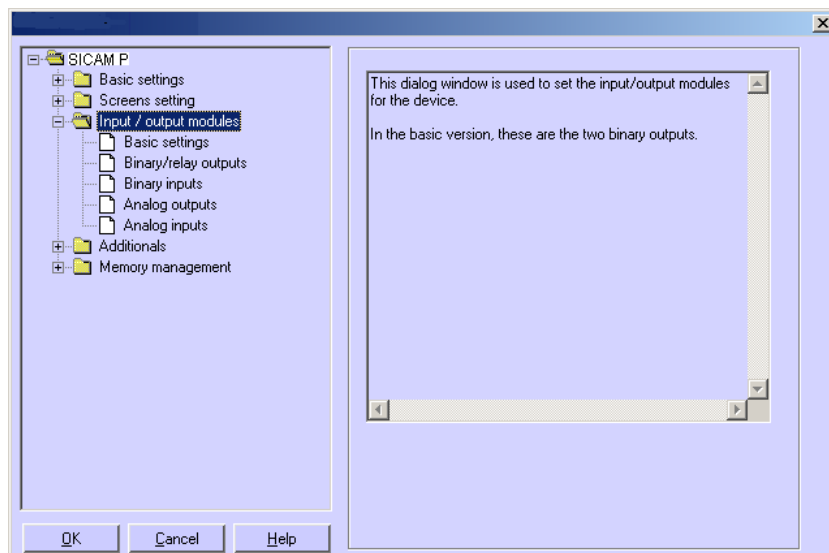 SICAM P
Basic settings
Screens setting
Input / output modules
Basic settings
Binary/relay outputs
Binary inputs
Analog outputs
Analog inputs
Additionals
Memory management
This dialog window is used to set the input/output modules
for the device.
In the basic version, these are the two binary outputs.
OK
Cancel
Help